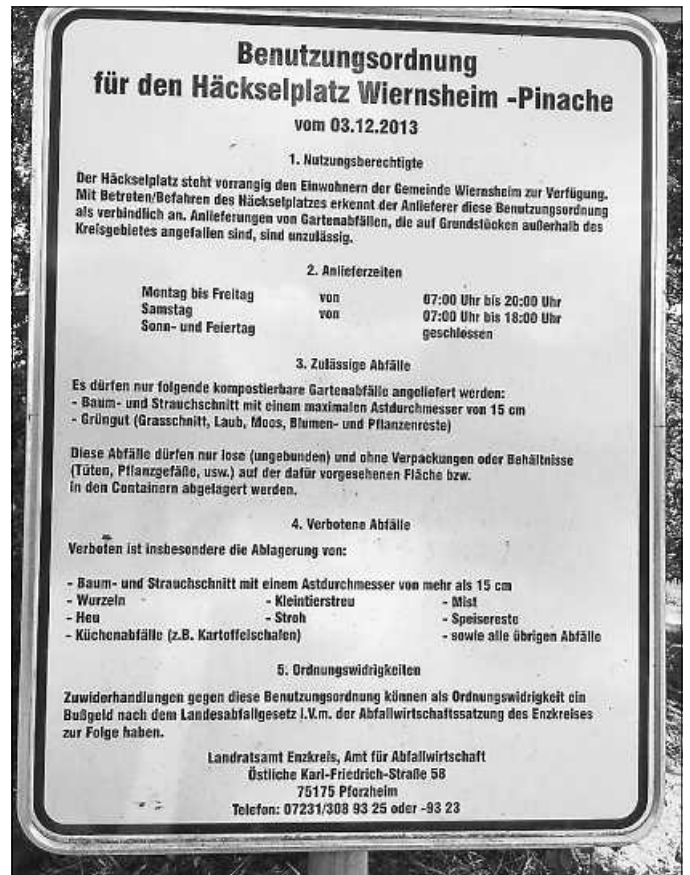 Benutzungsordnung
für den Häckselplatz Wiernsheim -Pinache
vom 03.12.2013
1. Nutzungsberechtigte
Der Häckselplatz steht vorrangig den Einwohnern der Gemeinde Wiernsheim zur Verfügung.
Mit Betreten/Befahren des Häckselplatzes erkennt der Anlieferer diese Benutzungsordnung
als verbindlich an. Anlieferungen von Gartenabfällen, die auf Grundstücken außerhalb des
Kreisgebietes angefallen sind, sind unzulässig.
2. Anlieferzeiten
Montag bis Freitag von 07:00 Uhr bis 20:00 Uhr
Samstag von 07:00 Uhr bis 18:00 Uhr
Sonn- und Feiertag geschlossen
3. Zulässige Abfälle
Es dürfen nur folgende kompostierbare Gartenabfälle angeliefert werden:
- Baum- und Strauchschnitt mit einem maximalen Astdurchmesser von 15 cm
- Grüngut (Grasschnitt, Laub, Moos, Blumen- und Pflanzenreste)
Diese Abfälle dürfen nur lose (ungebunden) und ohne Verpackungen oder Behältnisse
(Tüten, Pflanzgefäße, usw.) auf der dafür vorgesehenen Fläche bzw.
in den Containern abgelagert werden.
4. Verbotene Abfälle
Verboten ist insbesondere die Ablagerung von:
- Baum- und Strauchschnitt mit einem Astdurchmesser von mehr als 15 cm
- Wurzeln - Kleintierstreu - Mist
- Heu - Stroh - Speisereste
- Küchenabfälle (z.B. Kartoffelschalen) - sowie alle übrigen Abfälle
5. Ordnungswidrigkeiten
Zuwiderhandlungen gegen diese Benutzungsordnung können als Ordnungswidrigkeit ein
Bußgeld nach dem Landesabfallgesetz i.V.m. der Abfallwirtschaftssatzung des Enzkreises
zur Folge haben.
Landratsamt Enzkreis, Amt für Abfallwirtschaft
Östliche Karl-Friedrich-Straße 58
75175 Pforzheim
Telefon: 07231/308 93 25 oder -93 23